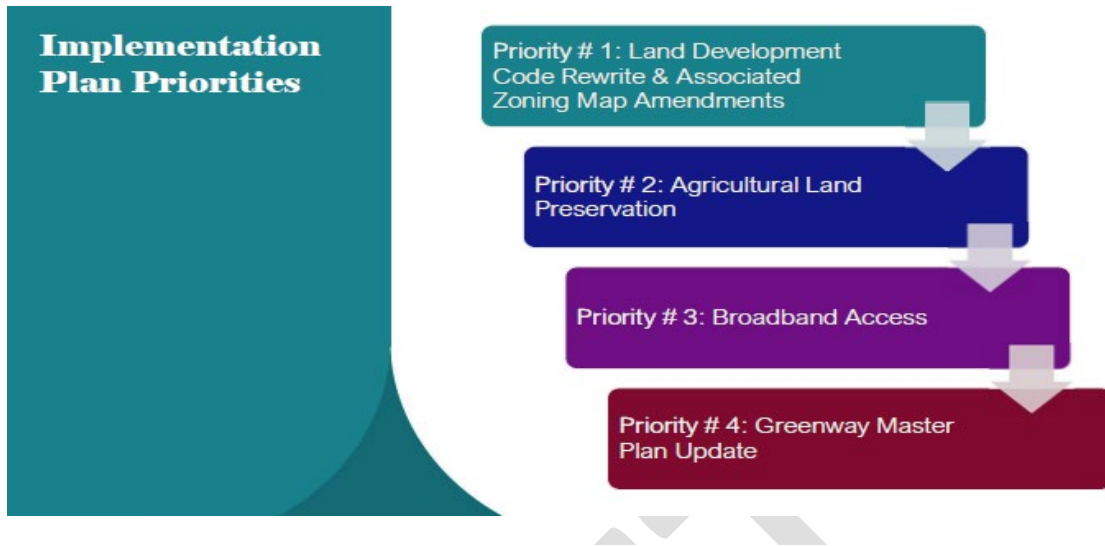 Implementation
Plan Priorities
Priority # 1: Land Development
Code Rewrite & Associated
Zoning Map Amendments
Priority # 2: Agricultural Land
Preservation
Priority # 3: Broadband Access
Priority # 4: Greenway Master
Plan Update